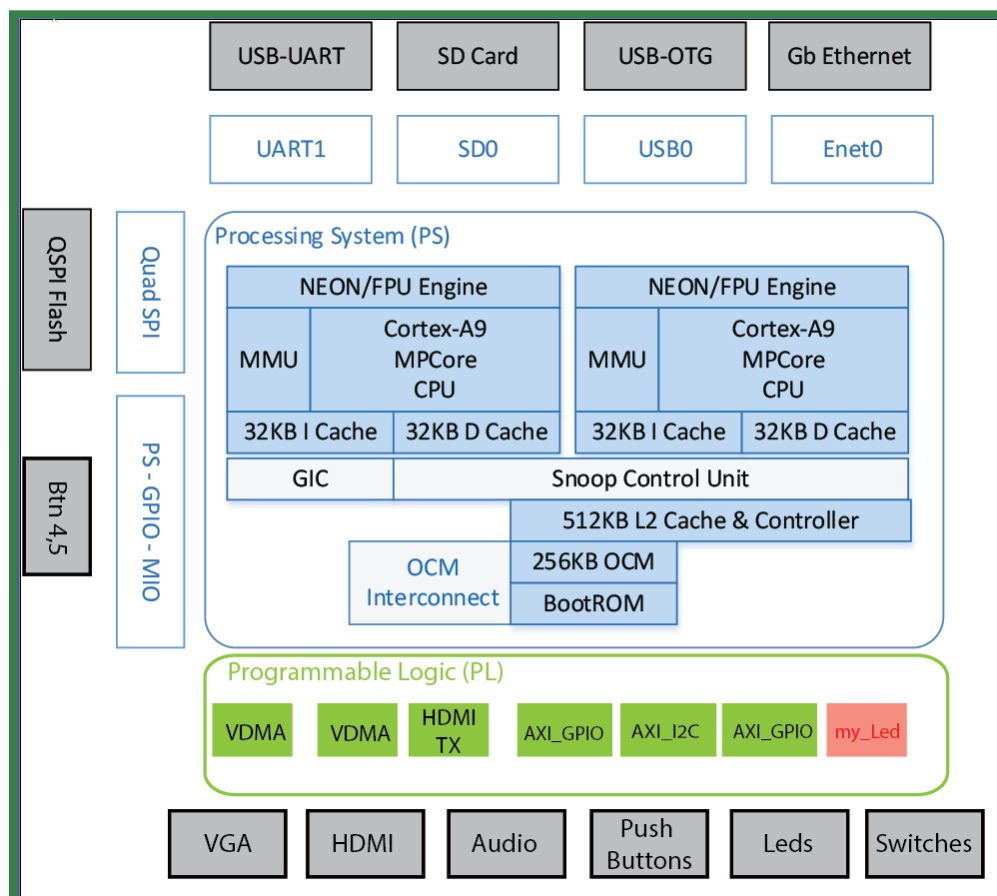 USB-UART
SD Card
USB-OTG
Gb Ethernet
UART1
SD0
USB0
Enet0
QSPI Flash
Quad SPI
Btn 4,5
PS - GPIO - MIO
Processing System (PS)
NEON/FPU Engine
NEON/FPU Engine
MMU
Cortex-A9
MPCore
CPU
MMU
Cortex-A9
MPCore
CPU
32KB I Cache
32KB D Cache
32KB I Cache
32KB D Cache
GIC
Snoop Control Unit
512KB L2 Cache & Controller
OCM
Interconnect
256KB OCM
BootROM
Programmable Logic (PL)
VDMA
VDMA
HDMI
TX
AXI_GPIO
AXI_I2C
AXI_GPIO
my_Led
VGA
HDMI
Audio
Push
Buttons
Leds
Switches